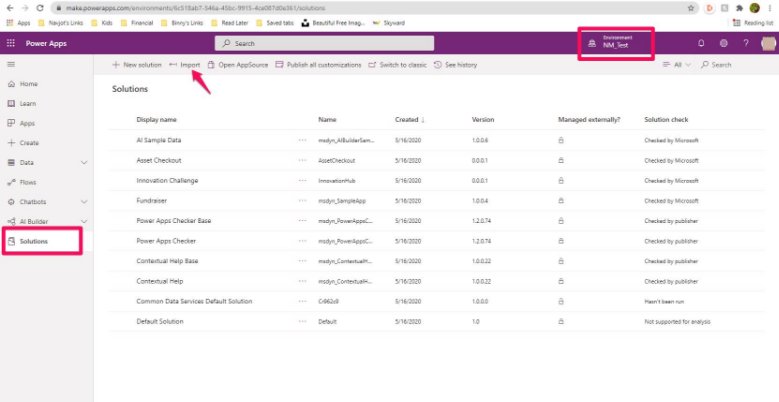 make.powerapps.com/environments/6c518ab7-546a-45bc-9915-4ca007d0e361/solutions
Apps Navjot's Links Kids Financial Binny's Links Read Later Saved tabs Beautiful Free Imag... Skyward Reading list
Power Apps Search Environment
NM_Test
New solution Import Open AppSource Publish all customizations Switch to classic See history All Search
Home
Learn
Apps
Create
Data
Flows
Chatbots
AI Builder
Solutions
Solutions
Display name Name Created ↓ Version Managed externally? Solution check
AI Sample Data ... msdyn_AIBuilderSam... 5/16/2020 1.0.0.6 Checked by Microsoft
Asset Checkout ... AssetCheckout 5/16/2020 0.0.0.1 Checked by Microsoft
Innovation Challenge ... InnovationHub 5/16/2020 0.0.0.1 Checked by Microsoft
Fundraiser ... msdyn_SampleApp 5/16/2020 1.0.0.4 Checked by Microsoft
Power Apps Checker Base ... msdyn_PowerAppsC... 5/16/2020 1.2.0.74 Checked by publisher
Power Apps Checker ... msdyn_PowerAppsC... 5/16/2020 1.2.0.74 Checked by publisher
Contextual Help Base ... msdyn_ContextualH... 5/16/2020 1.0.0.22 Checked by publisher
Contextual Help ... msdyn_ContextualH... 5/16/2020 1.0.0.22 Checked by publisher
Common Data Services Default Solution ... Cr962c9 5/16/2020 1.0.0.0 Hasn't been run
Default Solution ... Default 5/16/2020 1.0 Not supported for analysis